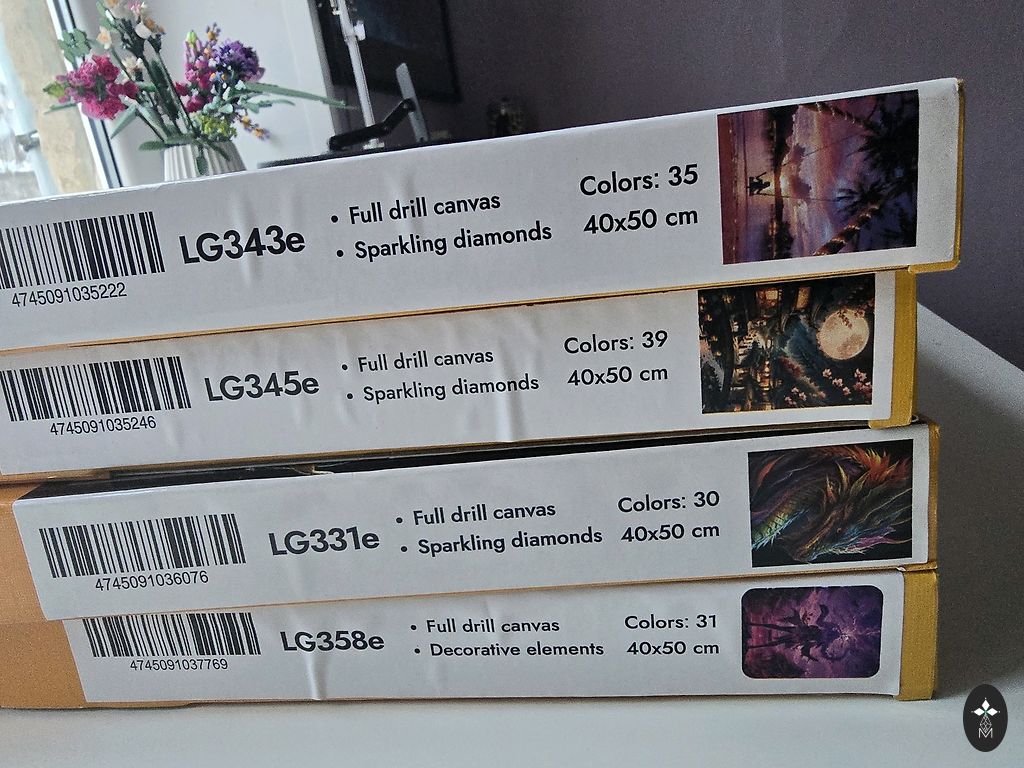 LG343e
• Full drill canvas
• Sparkling diamonds
Colors: 35
40x50 cm
4745091035222
LG345e
• Full drill canvas
• Sparkling diamonds
Colors: 39
40x50 cm
4745091035246
LG331e
• Full drill canvas
• Sparkling diamonds
Colors: 30
40x50 cm
4745091036076
LG358e
• Full drill canvas
• Decorative elements
Colors: 31
40x50 cm
4745091037769
M